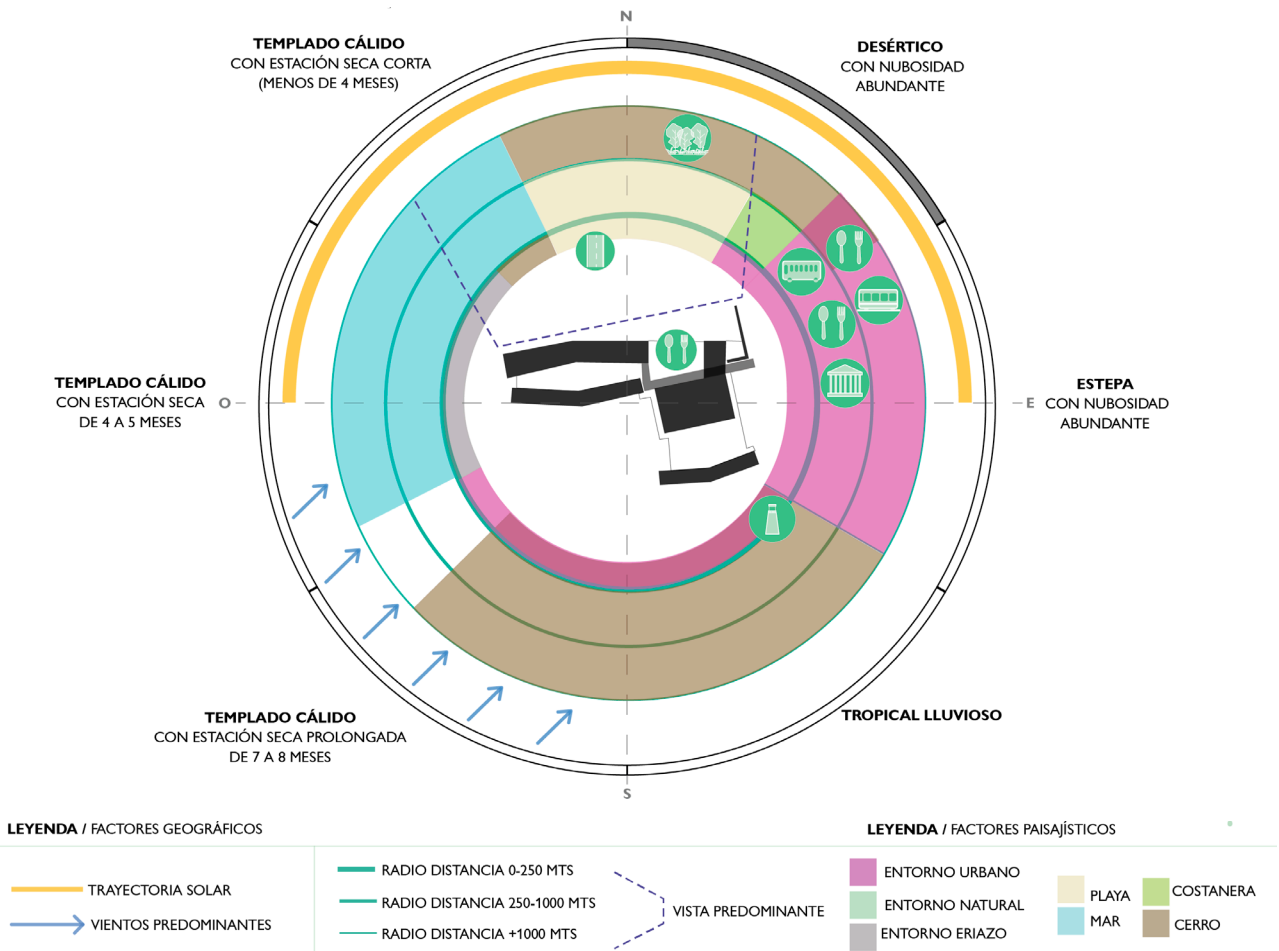 N
TEMPLADO CÁLIDO
CON ESTACIÓN SECA CORTA
(MENOS DE 4 MESES)
DESÉRTICO
CON NUBOSIDAD
ABUNDANTE
TEMPLADO CÁLIDO
CON ESTACIÓN SECA
DE 4 A 5 MESES
O
E
ESTEPA
CON NUBOSIDAD
ABUNDANTE
TEMPLADO CÁLIDO
CON ESTACIÓN SECA PROLONGADA
DE 7 A 8 MESES
TROPICAL LLUVIOSO
S
LEYENDA / FACTORES GEOGRÁFICOS
TRAYECTORIA SOLAR
VIENTOS PREDOMINANTES
RADIO DISTANCIA 0-250 MTS
RADIO DISTANCIA 250-1000 MTS
RADIO DISTANCIA +1000 MTS
VISTA PREDOMINANTE
LEYENDA / FACTORES PAISAJÍSTICOS
ENTORNO URBANO
ENTORNO NATURAL
ENTORNO ERIAZO
PLAYA
MAR
COSTANERA
CERRO